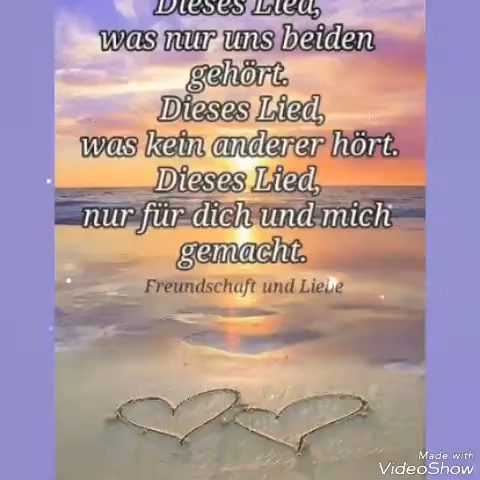 Dieses Lied,
was nur uns beiden
gehört.
Dieses Lied,
was kein anderer hört.
Dieses Lied,
nur für dich und mich
gemacht.
Freundschaft und Liebe
Made with
VideoShow